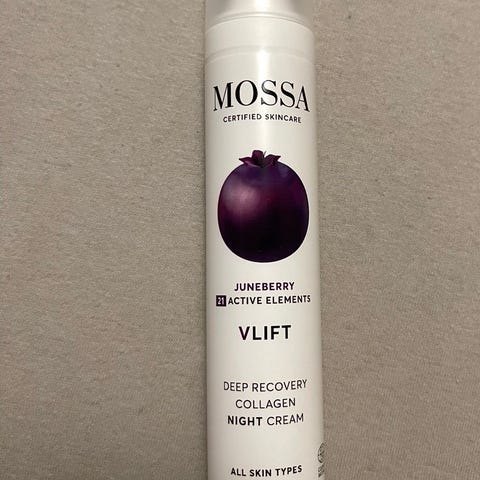 MOSSA
CERTIFIED SKINCARE
JUNEBERRY
21 ACTIVE ELEMENTS
VLIFT
DEEP RECOVERY
COLLAGEN
NIGHT CREAM
ALL SKIN TYPES